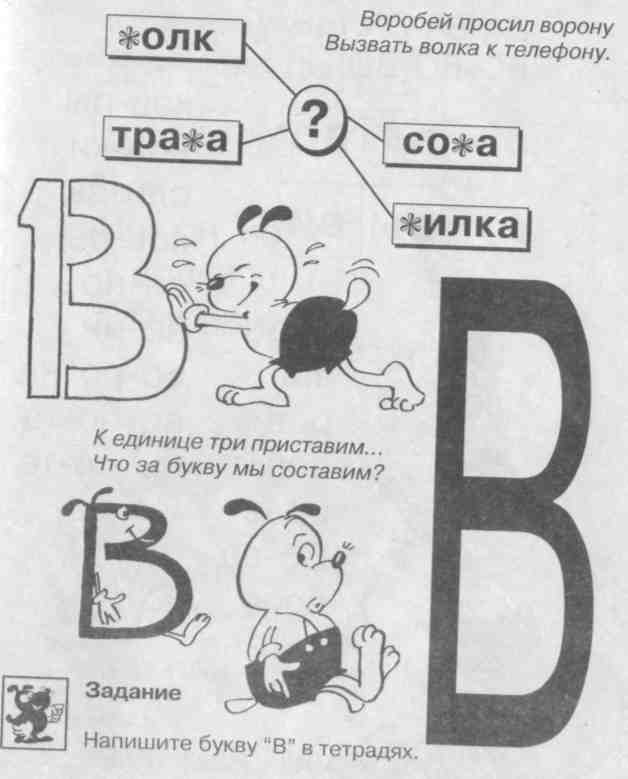 Воробей просил ворону
Вызвать волка к телефону.
*олк
?
тра*а
со*а
*илка
13
В
К единице три приставим...
Что за букву мы составим?
В
Задание
Напишите букву "В" в тетрадях.